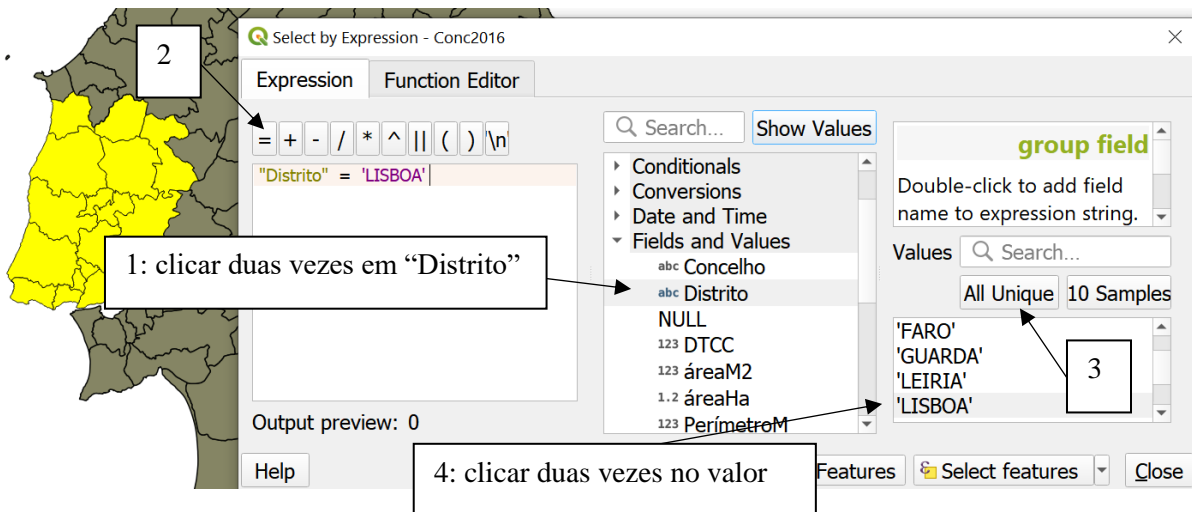 Select by Expression - Conc2016
2
Expression Function Editor
= + - / * ^ || ( ) '\n'
"Distrito" = 'LISBOA'
Search... Show Values
Conditionals
Conversions
Date and Time
Fields and Values
abc Concelho
abc Distrito
NULL
123 DTCC
123 áreaM2
1.2 áreaHa
123 PerímetroM
group field
Double-click to add field
name to expression string.
Values Search...
All Unique 10 Samples
'FARO'
'GUARDA'
'LEIRIA'
'LISBOA'
3
1: clicar duas vezes em “Distrito”
Output preview: 0
4: clicar duas vezes no valor
Help
Features Select features Close